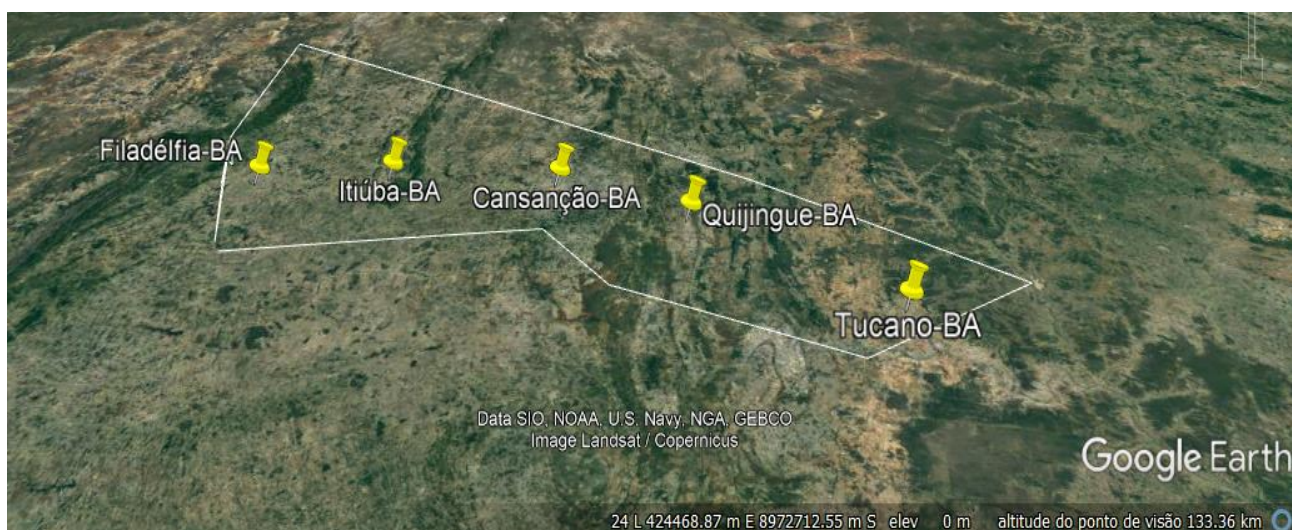 Filadélfia-BA
Itiúba-BA
Cansanção-BA
Quijingue-BA
Tucano-BA
Data SIO, NOAA, U.S. Navy, NGA, GEBCO
Image Landsat / Copernicus
Google Earth
24 L 424468.87 m E 8972712.55 m S elev 0 m altitude do ponto de visão 133.36 km